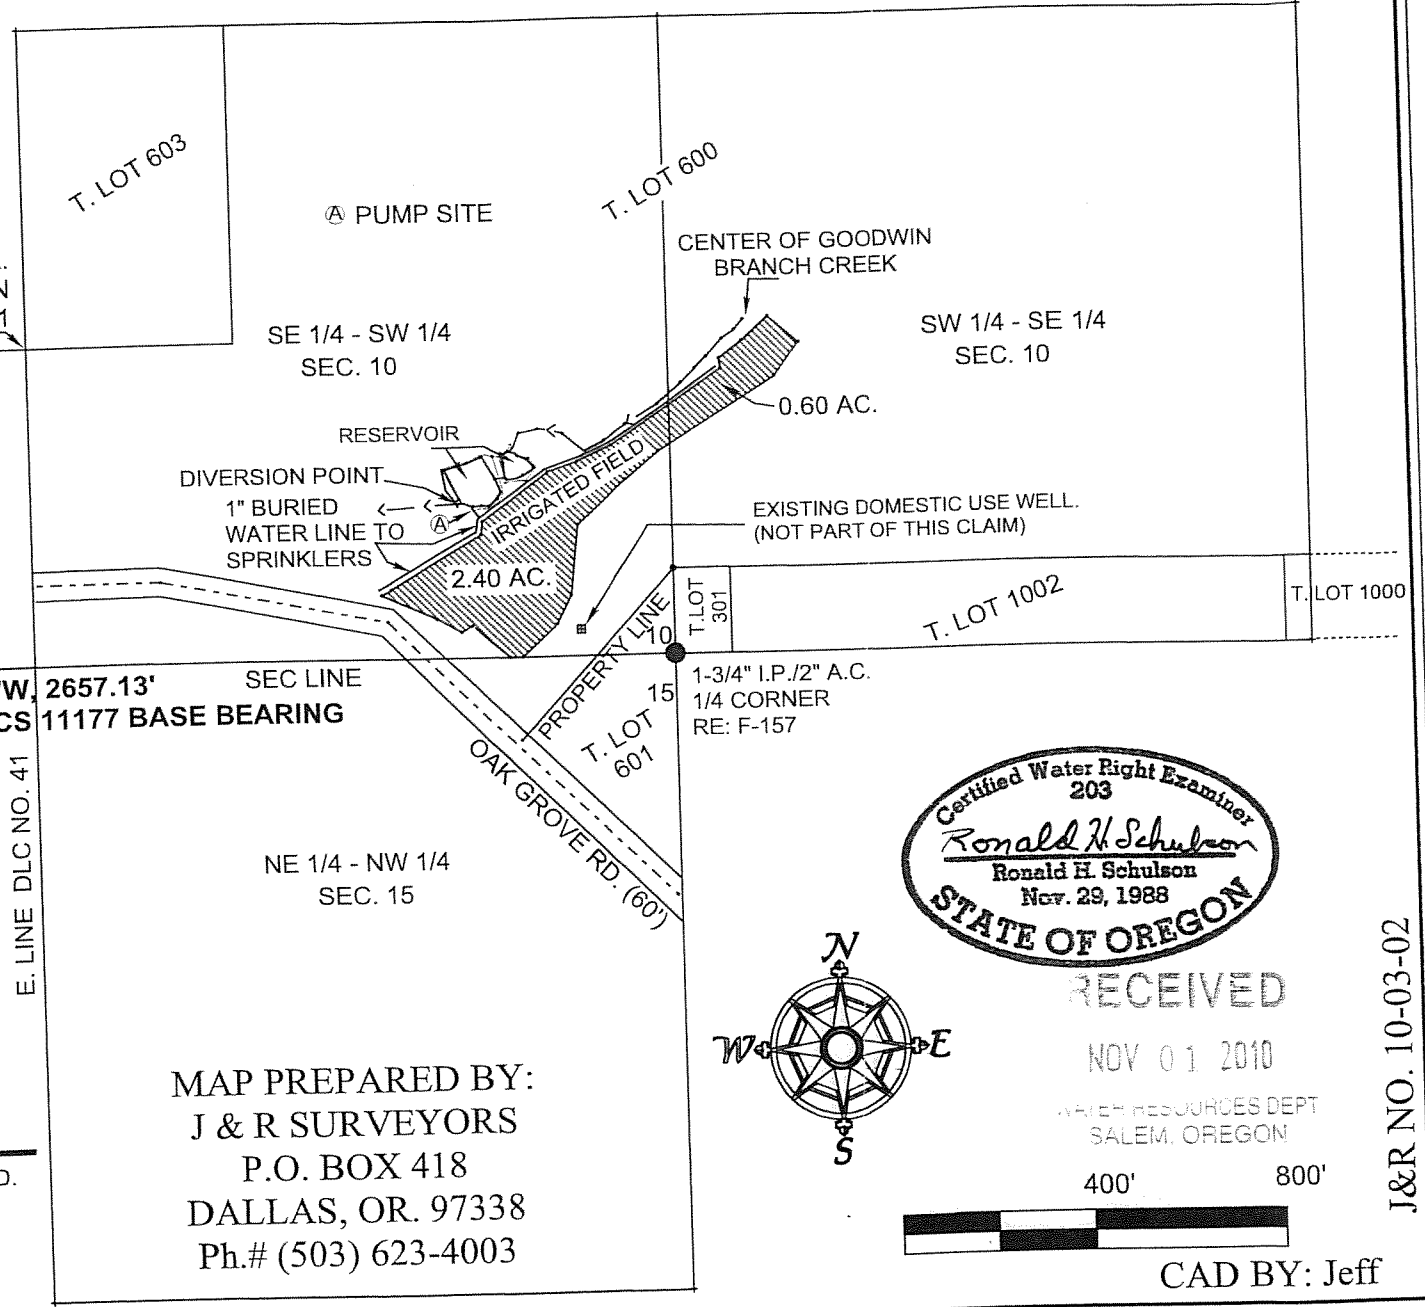 T. LOT 603
T. LOT 600
Ⓐ PUMP SITE
CENTER OF GOODWIN
BRANCH CREEK
SE 1/4 - SW 1/4
SEC. 10
SW 1/4 - SE 1/4
SEC. 10
0.60 AC.
RESERVOIR
DIVERSION POINT
1" BURIED
WATER LINE TO
SPRINKLERS
Ⓐ
IRRIGATED FIELD
2.40 AC.
EXISTING DOMESTIC USE WELL.
(NOT PART OF THIS CLAIM)
T.LOT
301
T. LOT 1002
T. LOT 1000
PROPERTY LINE
10
15
1-3/4" I.P./2" A.C.
1/4 CORNER
RE: F-157
W, 2657.13'
SEC LINE
CS 11177 BASE BEARING
T. LOT
601
OAK GROVE RD. (60')
E. LINE DLC NO. 41
NE 1/4 - NW 1/4
SEC. 15
Certified Water Right Examiner
203
Ronald H. Schulson
Ronald H. Schulson
Nov. 29, 1988
STATE OF OREGON
N
W
E
S
RECEIVED
NOV 01 2010
WATER RESOURCES DEPT
SALEM, OREGON
MAP PREPARED BY:
J & R SURVEYORS
P.O. BOX 418
DALLAS, OR. 97338
Ph.# (503) 623-4003
400'
800'
CAD BY: Jeff
J&R NO. 10-03-02